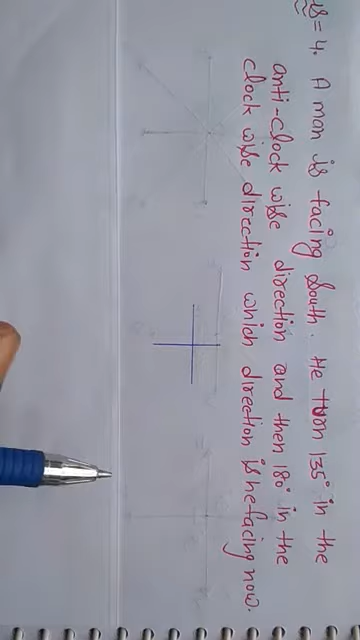 Q.S = 4. A man is facing South. He turn 135° in the
anti-clock wise direction and then 180° in the
clock wise direction which direction is he facing now.